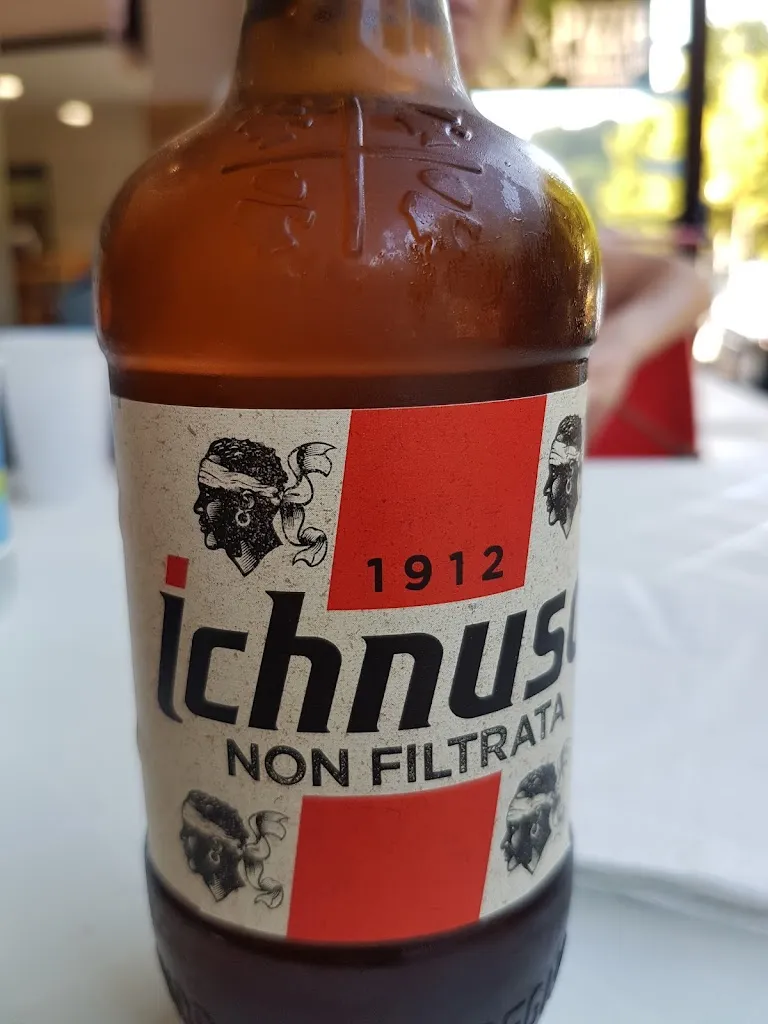 1912
ichnus
NON FILTRATA